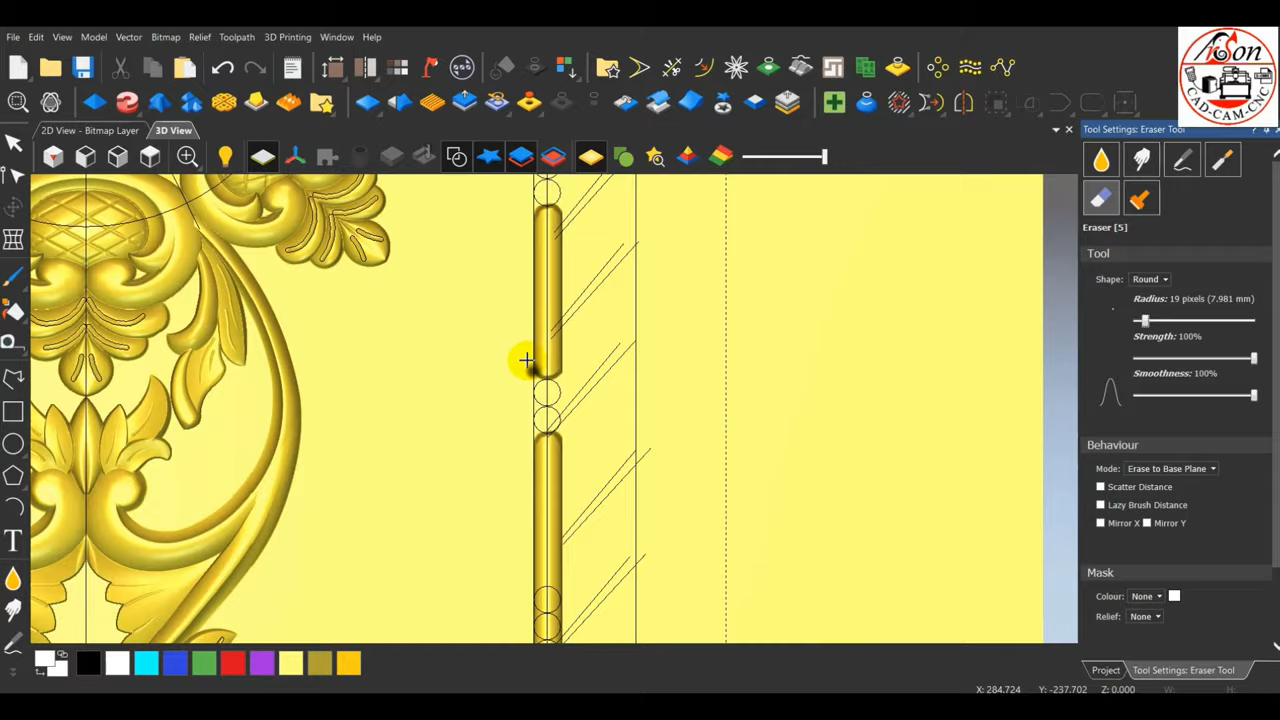 File Edit View Model Vector Bitmap Relief Toolpath 3D Printing Window Help
ArSon
CAD-CAM-CNC
2D View - Bitmap Layer 3D View
Tool Settings: Eraser Tool
Eraser [5]
Tool
Shape: Round
Radius: 19 pixels (7.981 mm)
Strength: 100%
Smoothness: 100%
Behaviour
Mode: Erase to Base Plane
Scatter Distance
Lazy Brush Distance
Mirror X Mirror Y
Mask
Colour: None
Relief: None
Project Tool Settings: Eraser Tool
X: 284.724 Y: -237.702 Z: 0.000 W: H: